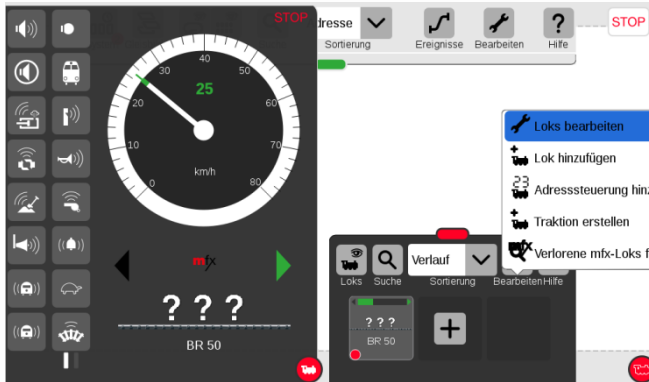 STOP
40
30
50
25
20
60
10
70
km/h
0
80
mfx
? ? ?
BR 50
dresse
Sortierung
Ereignisse
Bearbeiten
?
Hilfe
STOP
Loks bearbeiten
Lok hinzufügen
23
Adresssteuerung hinz
Traktion erstellen
mfx
Verlorene mfx-Loks f
Verlauf
Loks
Suche
Sortierung
Bearbeiten
Hilfe
? ? ?
BR 50